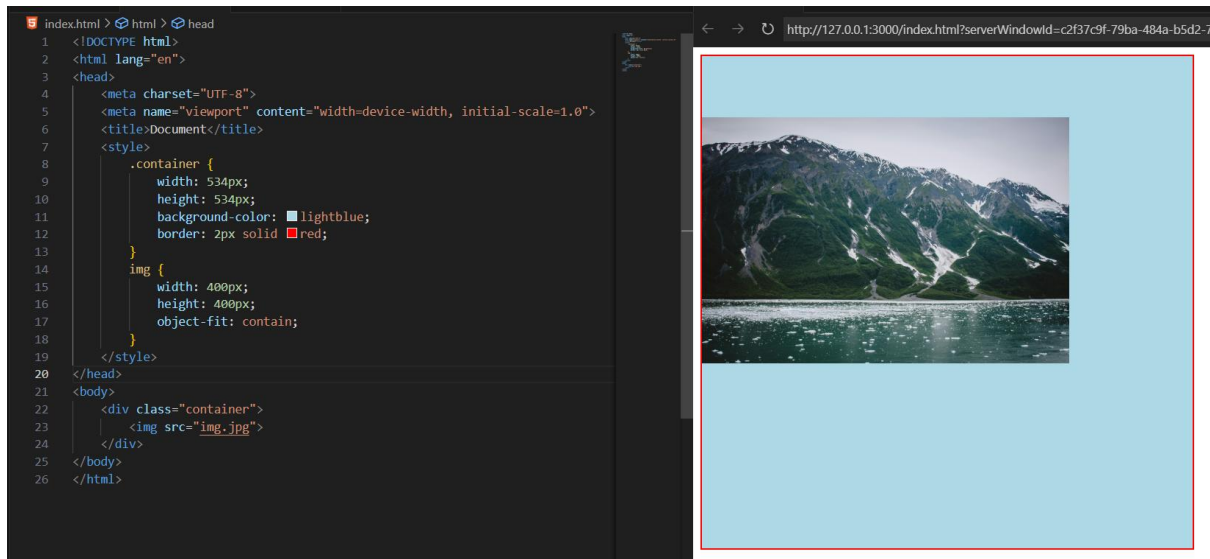 index.html > html > head
1 <!DOCTYPE html>
2 <html lang="en">
3 <head>
4     <meta charset="UTF-8">
5     <meta name="viewport" content="width=device-width, initial-scale=1.0">
6     <title>Document</title>
7     <style>
8         .container {
9             width: 534px;
10             height: 534px;
11             background-color: lightblue;
12             border: 2px solid red;
13         }
14         img {
15             width: 400px;
16             height: 400px;
17             object-fit: contain;
18         }
19     </style>
20 </head>
21 <body>
22     <div class="container">
23         <img src="img.jpg">
24     </div>
25 </body>
26 </html>
http://127.0.0.1:3000/index.html?serverWindowId=c2f37c9f-79ba-484a-b5d2-7